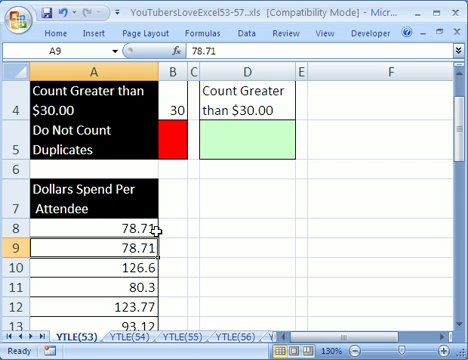 YouTubersLoveExcel53-57..xls [Compatibility Mode] - Mic...
Home Insert Page Layout Formulas Data Review View Developer
A9 fx 78.71
A B C D E F
Count Greater than Count Greater
4 $30.00 30 than $30.00
Do Not Count
5 Duplicates
6
Dollars Spend Per
7 Attendee
8 78.71
9 78.71
10 126.6
11 80.3
12 123.77
13 93.12
YTLE(53) YTLE(54) YTLE(55) YTLE(56)
Ready 130%